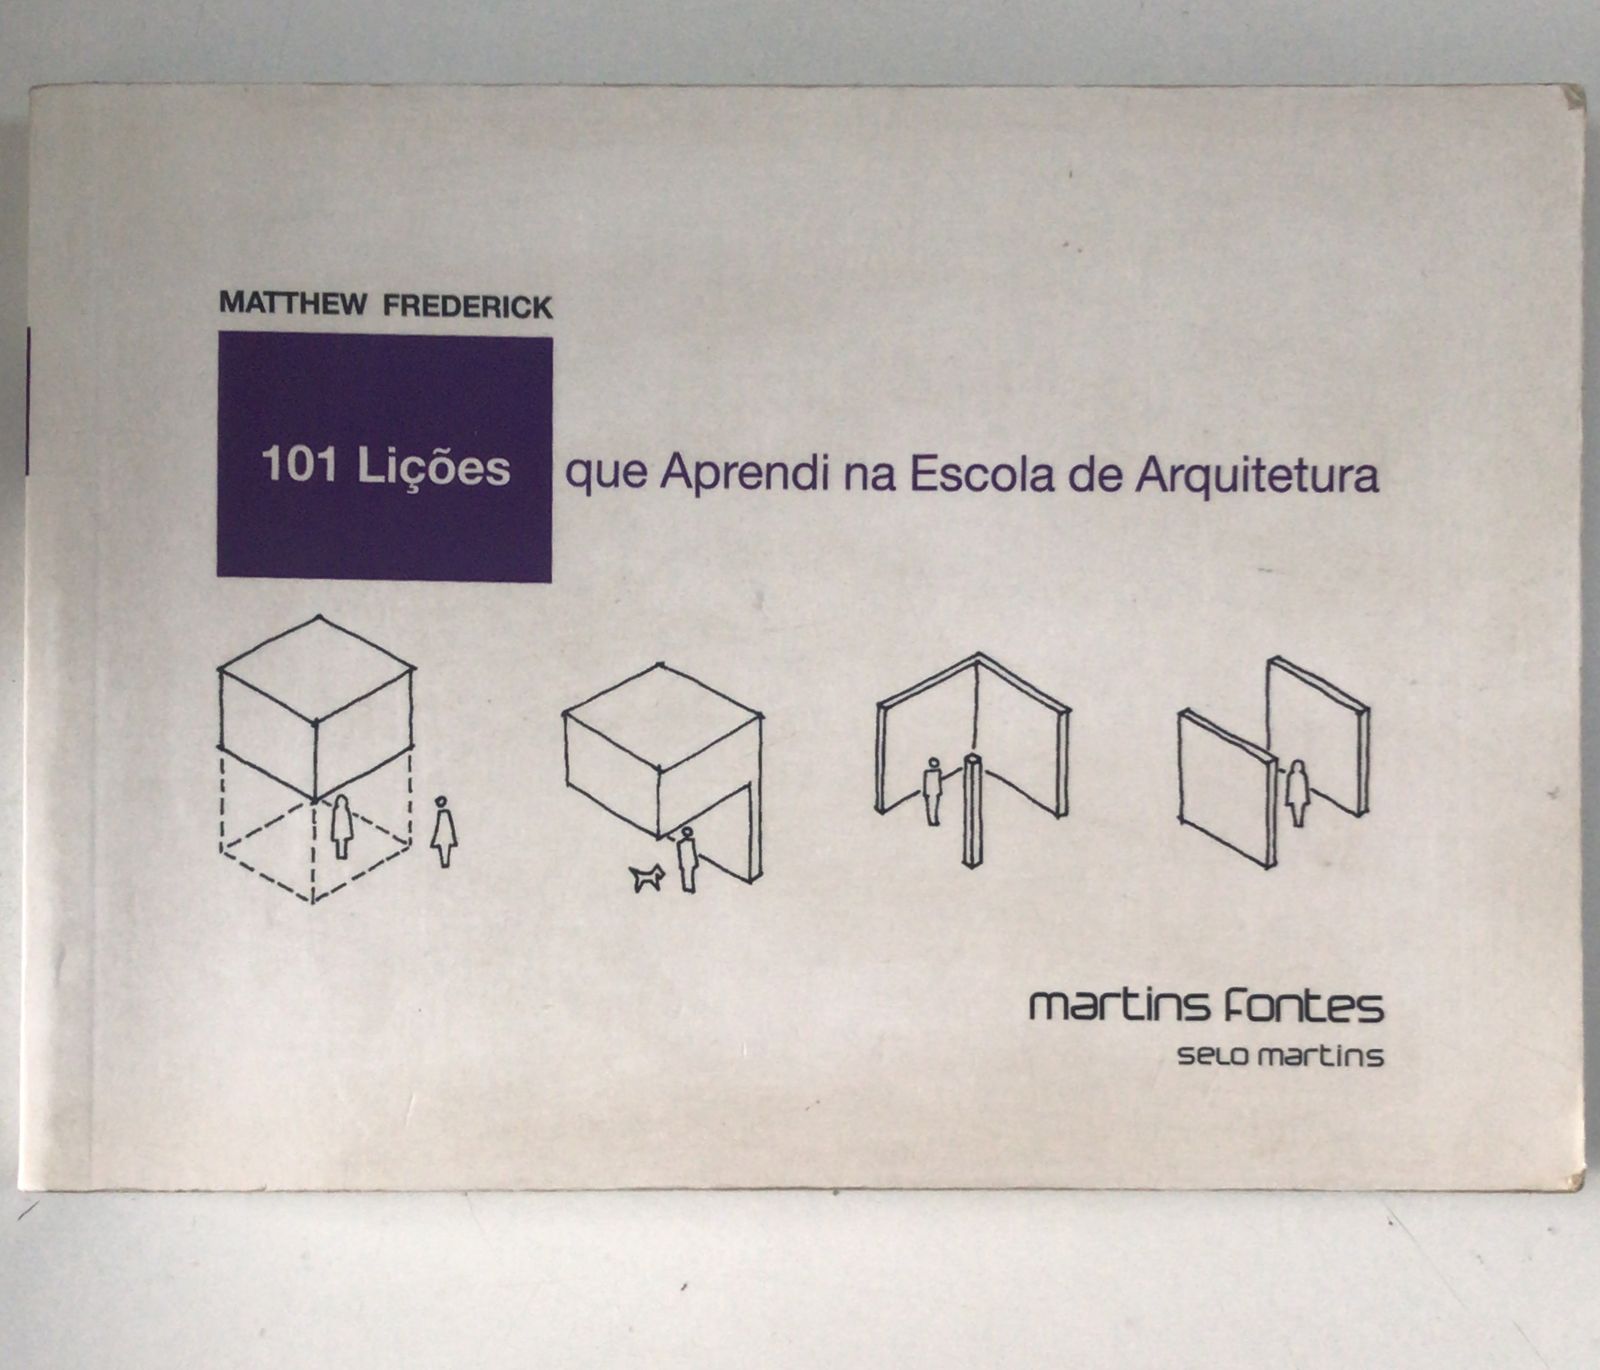 MATTHEW FREDERICK
101 Lições que Aprendi na Escola de Arquitetura
martins fontes
selo martins